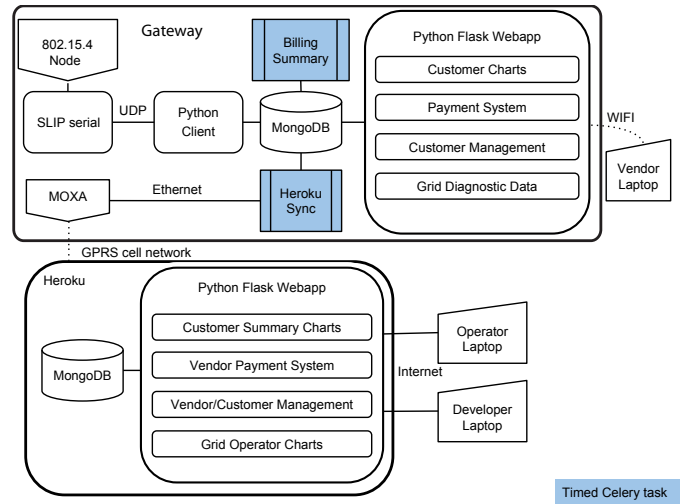 Gateway
802.15.4
Node
Billing
Summary
Python Flask Webapp
Customer Charts
Payment System
Customer Management
Grid Diagnostic Data
SLIP serial
UDP
Python
Client
MongoDB
WIFI
Vendor
Laptop
MOXA
Ethernet
Heroku
Sync
GPRS cell network
Heroku
Python Flask Webapp
Customer Summary Charts
Vendor Payment System
Vendor/Customer Management
Grid Operator Charts
MongoDB
Internet
Operator
Laptop
Developer
Laptop
Timed Celery task